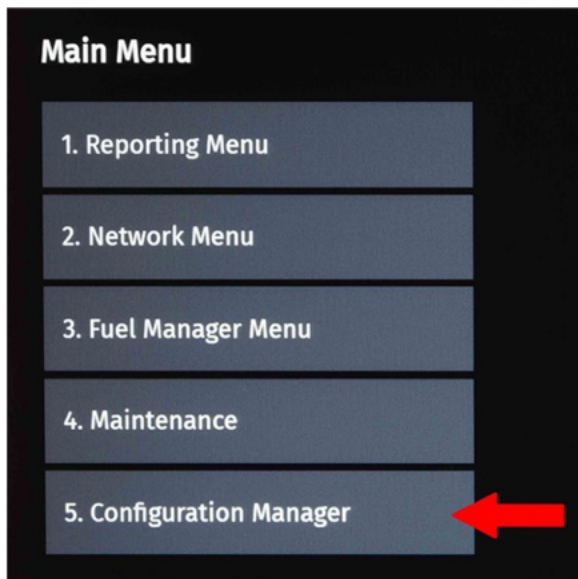 Main Menu
1. Reporting Menu
2. Network Menu
3. Fuel Manager Menu
4. Maintenance
5. Configuration Manager